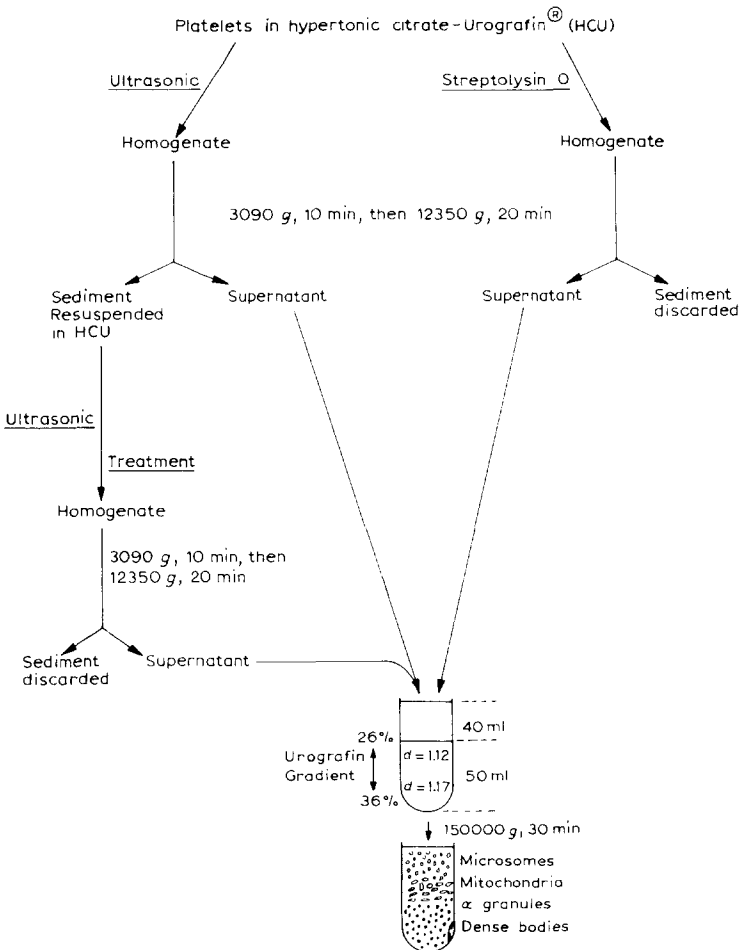 Platelets in hypertonic citrate-Urografin® (HCU)
Ultrasonic
Streptolysin O
Homogenate
Homogenate
3090 g, 10 min, then 12350 g, 20 min
Sediment
Resuspended
in HCU
Supernatant
Supernatant
Sediment
discarded
Ultrasonic
Treatment
Homogenate
3090 g, 10 min, then
12350 g, 20 min
Sediment
discarded
Supernatant
40 ml
26%
Urografin
Gradient
d = 1.12
50 ml
d = 1.17
36%
150000 g, 30 min
Microsomes
Mitochondria
α granules
Dense bodies